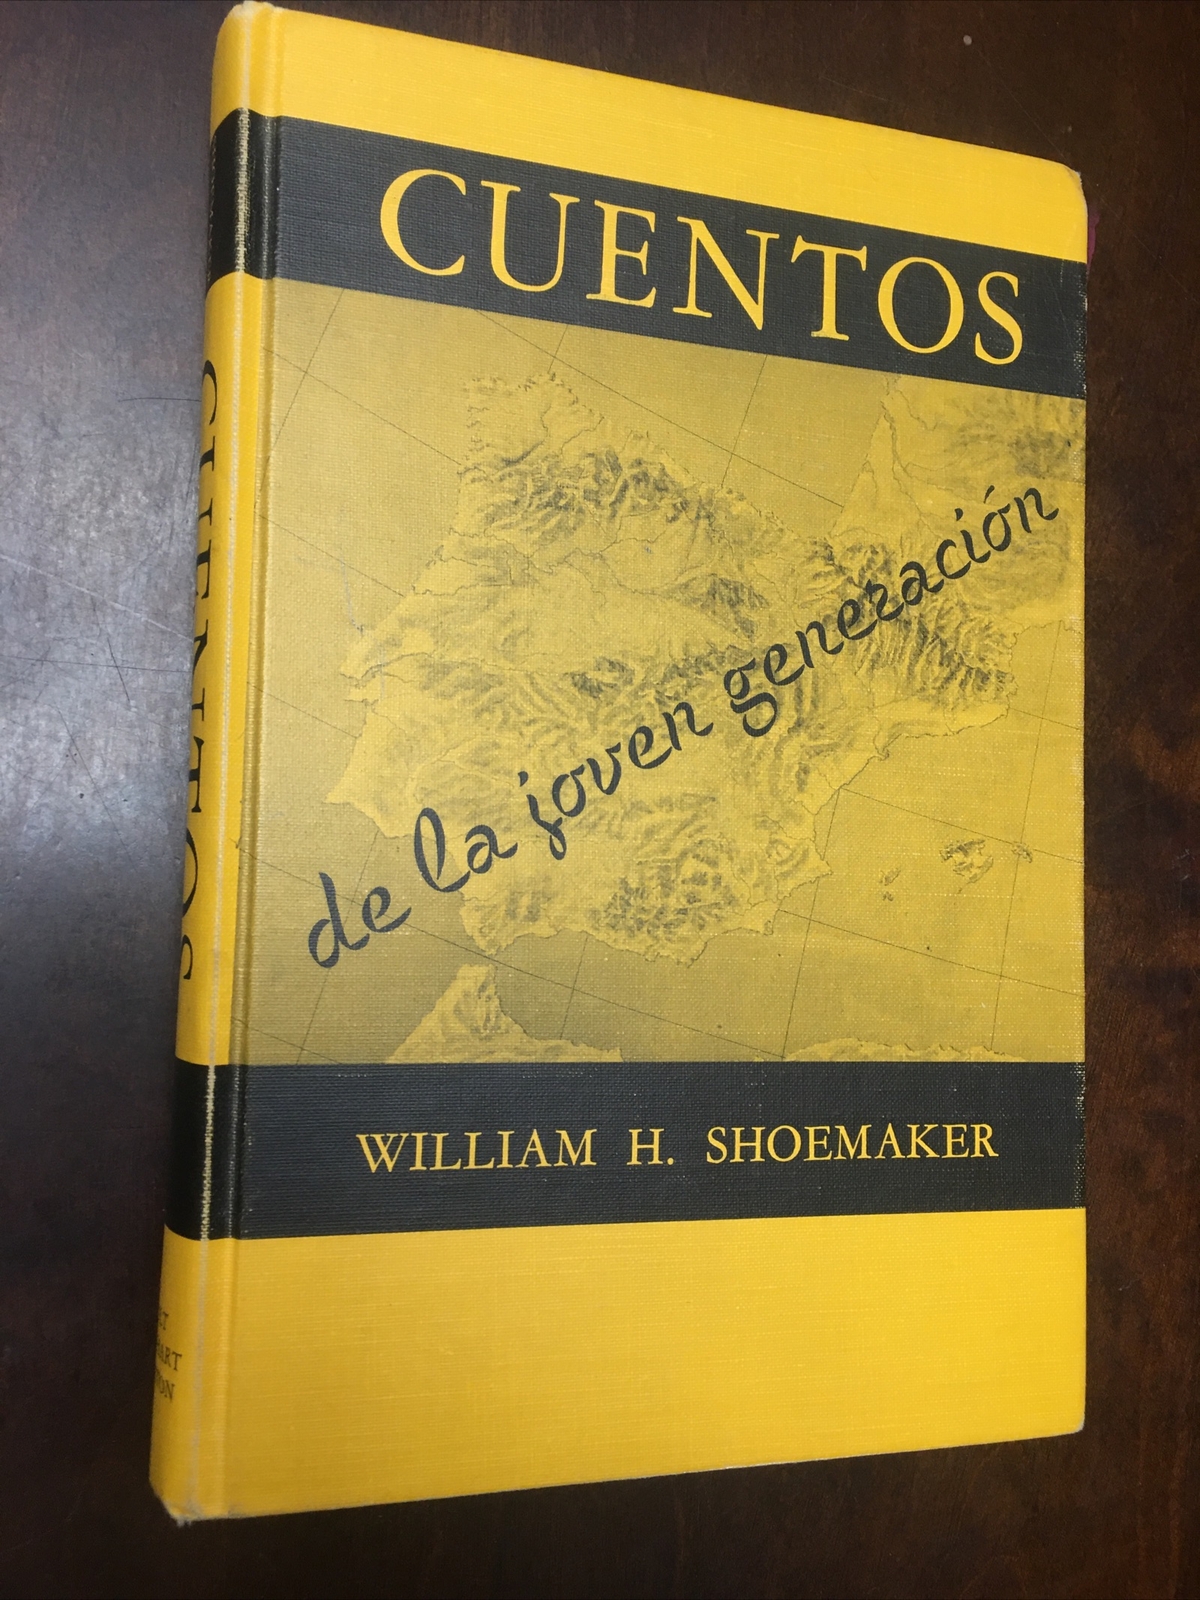 CUENTOS
de la joven generación
WILLIAM H. SHOEMAKER
CUENTOS